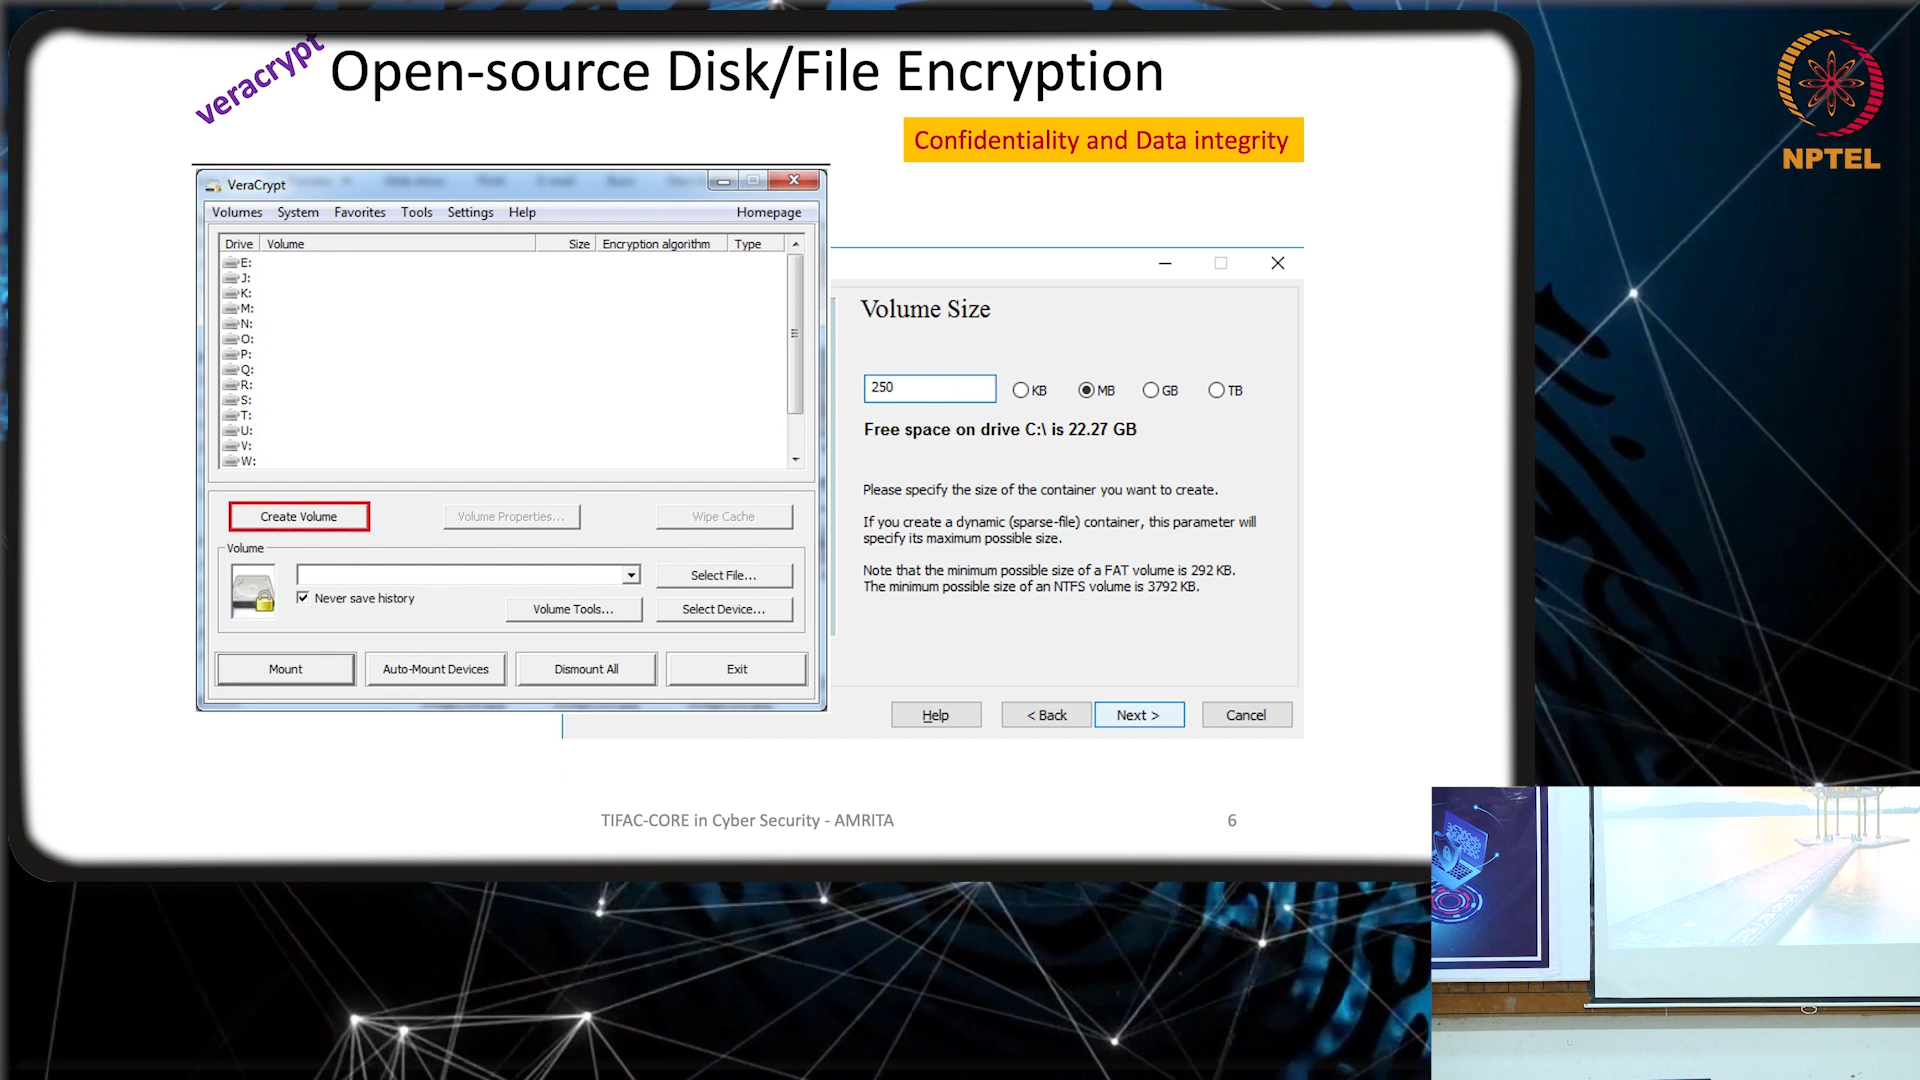 veracrypt
Open-source Disk/File Encryption
Confidentiality and Data integrity
NPTEL
VeraCrypt
Volumes System Favorites Tools Settings Help Homepage
Drive Volume Size Encryption algorithm Type
E:
J:
K:
M:
N:
O:
P:
Q:
R:
S:
T:
U:
V:
W:
Create Volume Volume Properties... Wipe Cache
Volume
Select File...
Never save history
Volume Tools... Select Device...
Mount Auto-Mount Devices Dismount All Exit
Volume Size
250 KB MB GB TB
Free space on drive C:\ is 22.27 GB
Please specify the size of the container you want to create.
If you create a dynamic (sparse-file) container, this parameter will
specify its maximum possible size.
Note that the minimum possible size of a FAT volume is 292 KB.
The minimum possible size of an NTFS volume is 3792 KB.
Help < Back Next > Cancel
TIFAC-CORE in Cyber Security - AMRITA 6